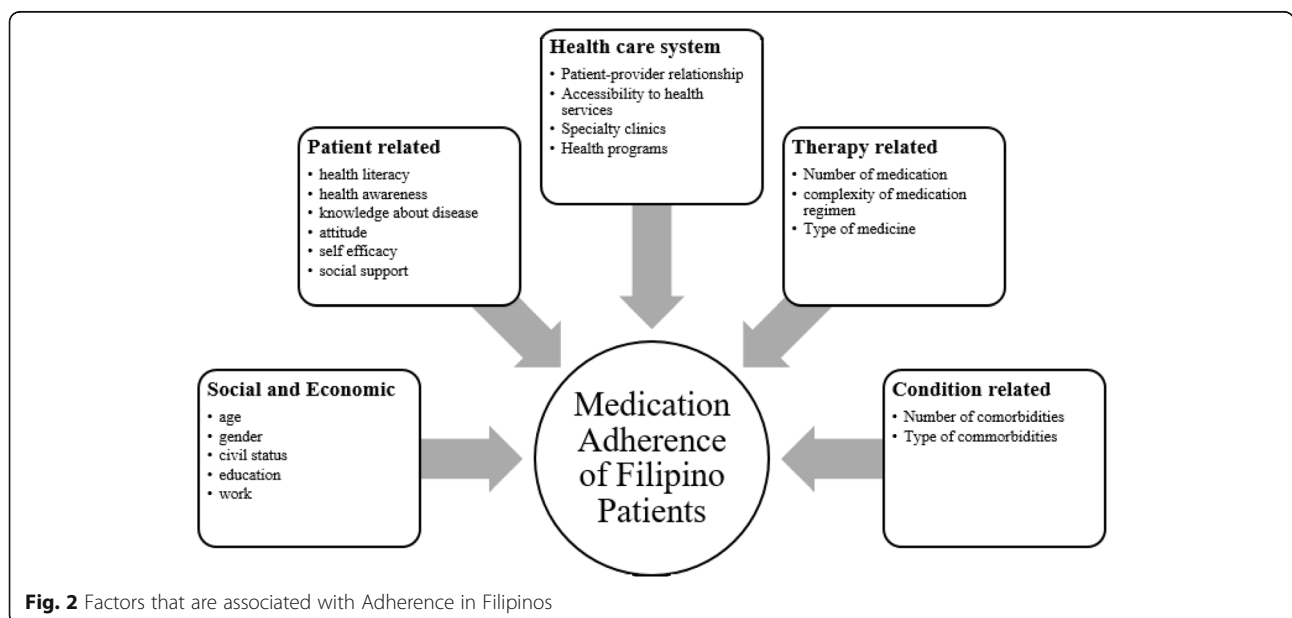 Health care system
• Patient-provider relationship
• Accessibility to health
services
• Specialty clinics
• Health programs
Patient related
• health literacy
• health awareness
• knowledge about disease
• attitude
• self efficacy
• social support
Therapy related
• Number of medication
• complexity of medication
regimen
• Type of medicine
Social and Economic
• age
• gender
• civil status
• education
• work
Medication
Adherence
of Filipino
Patients
Condition related
• Number of comorbidities
• Type of commorbidities
Fig. 2 Factors that are associated with Adherence in Filipinos